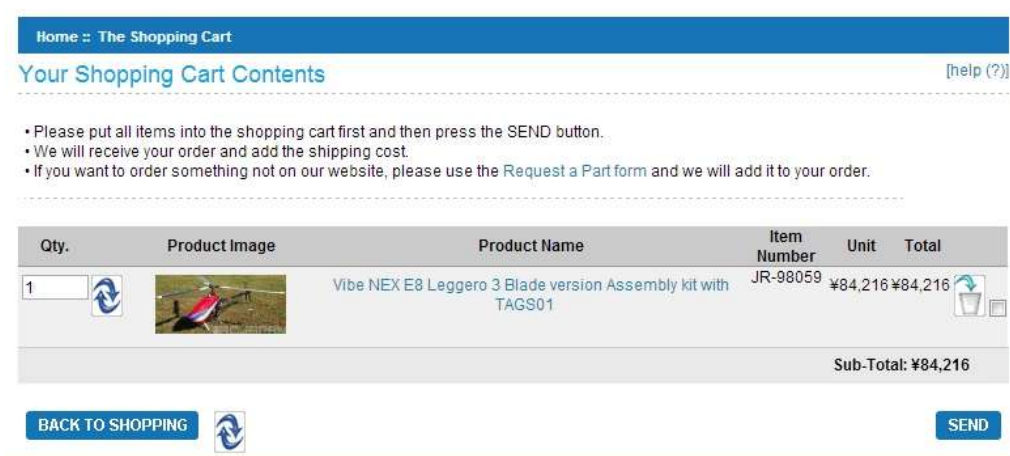 Home :: The Shopping Cart
Your Shopping Cart Contents
[help (?)]
• Please put all items into the shopping cart first and then press the SEND button.
• We will receive your order and add the shipping cost.
• If you want to order something not on our website, please use the Request a Part form and we will add it to your order.
Qty. Product Image Product Name Item Number Unit Total
1 Vibe NEX E8 Leggero 3 Blade version Assembly kit with TAGS01 JR-98059 ¥84,216 ¥84,216
Sub-Total: ¥84,216
BACK TO SHOPPING
SEND